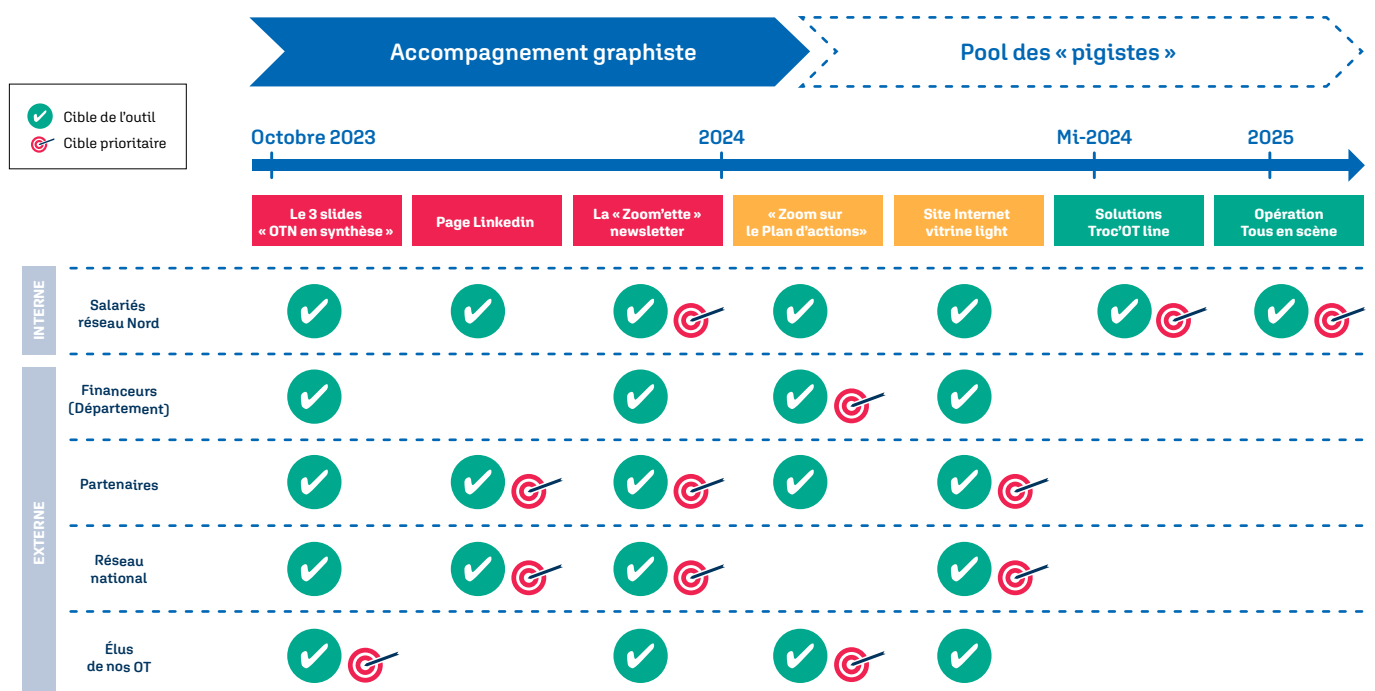 Accompagnement graphiste
Pool des « pigistes »
Cible de l'outil
Cible prioritaire
Octobre 2023
2024
Mi-2024
2025
Le 3 slides
« OTN en synthèse »
Page Linkedin
La « Zoom'ette »
newsletter
« Zoom sur
le Plan d'actions»
Site Internet
vitrine light
Solutions
Troc'OT line
Opération
Tous en scène
INTERNE
Salariés
réseau Nord
EXTERNE
Financeurs
(Département)
Partenaires
Réseau
national
Élus
de nos OT